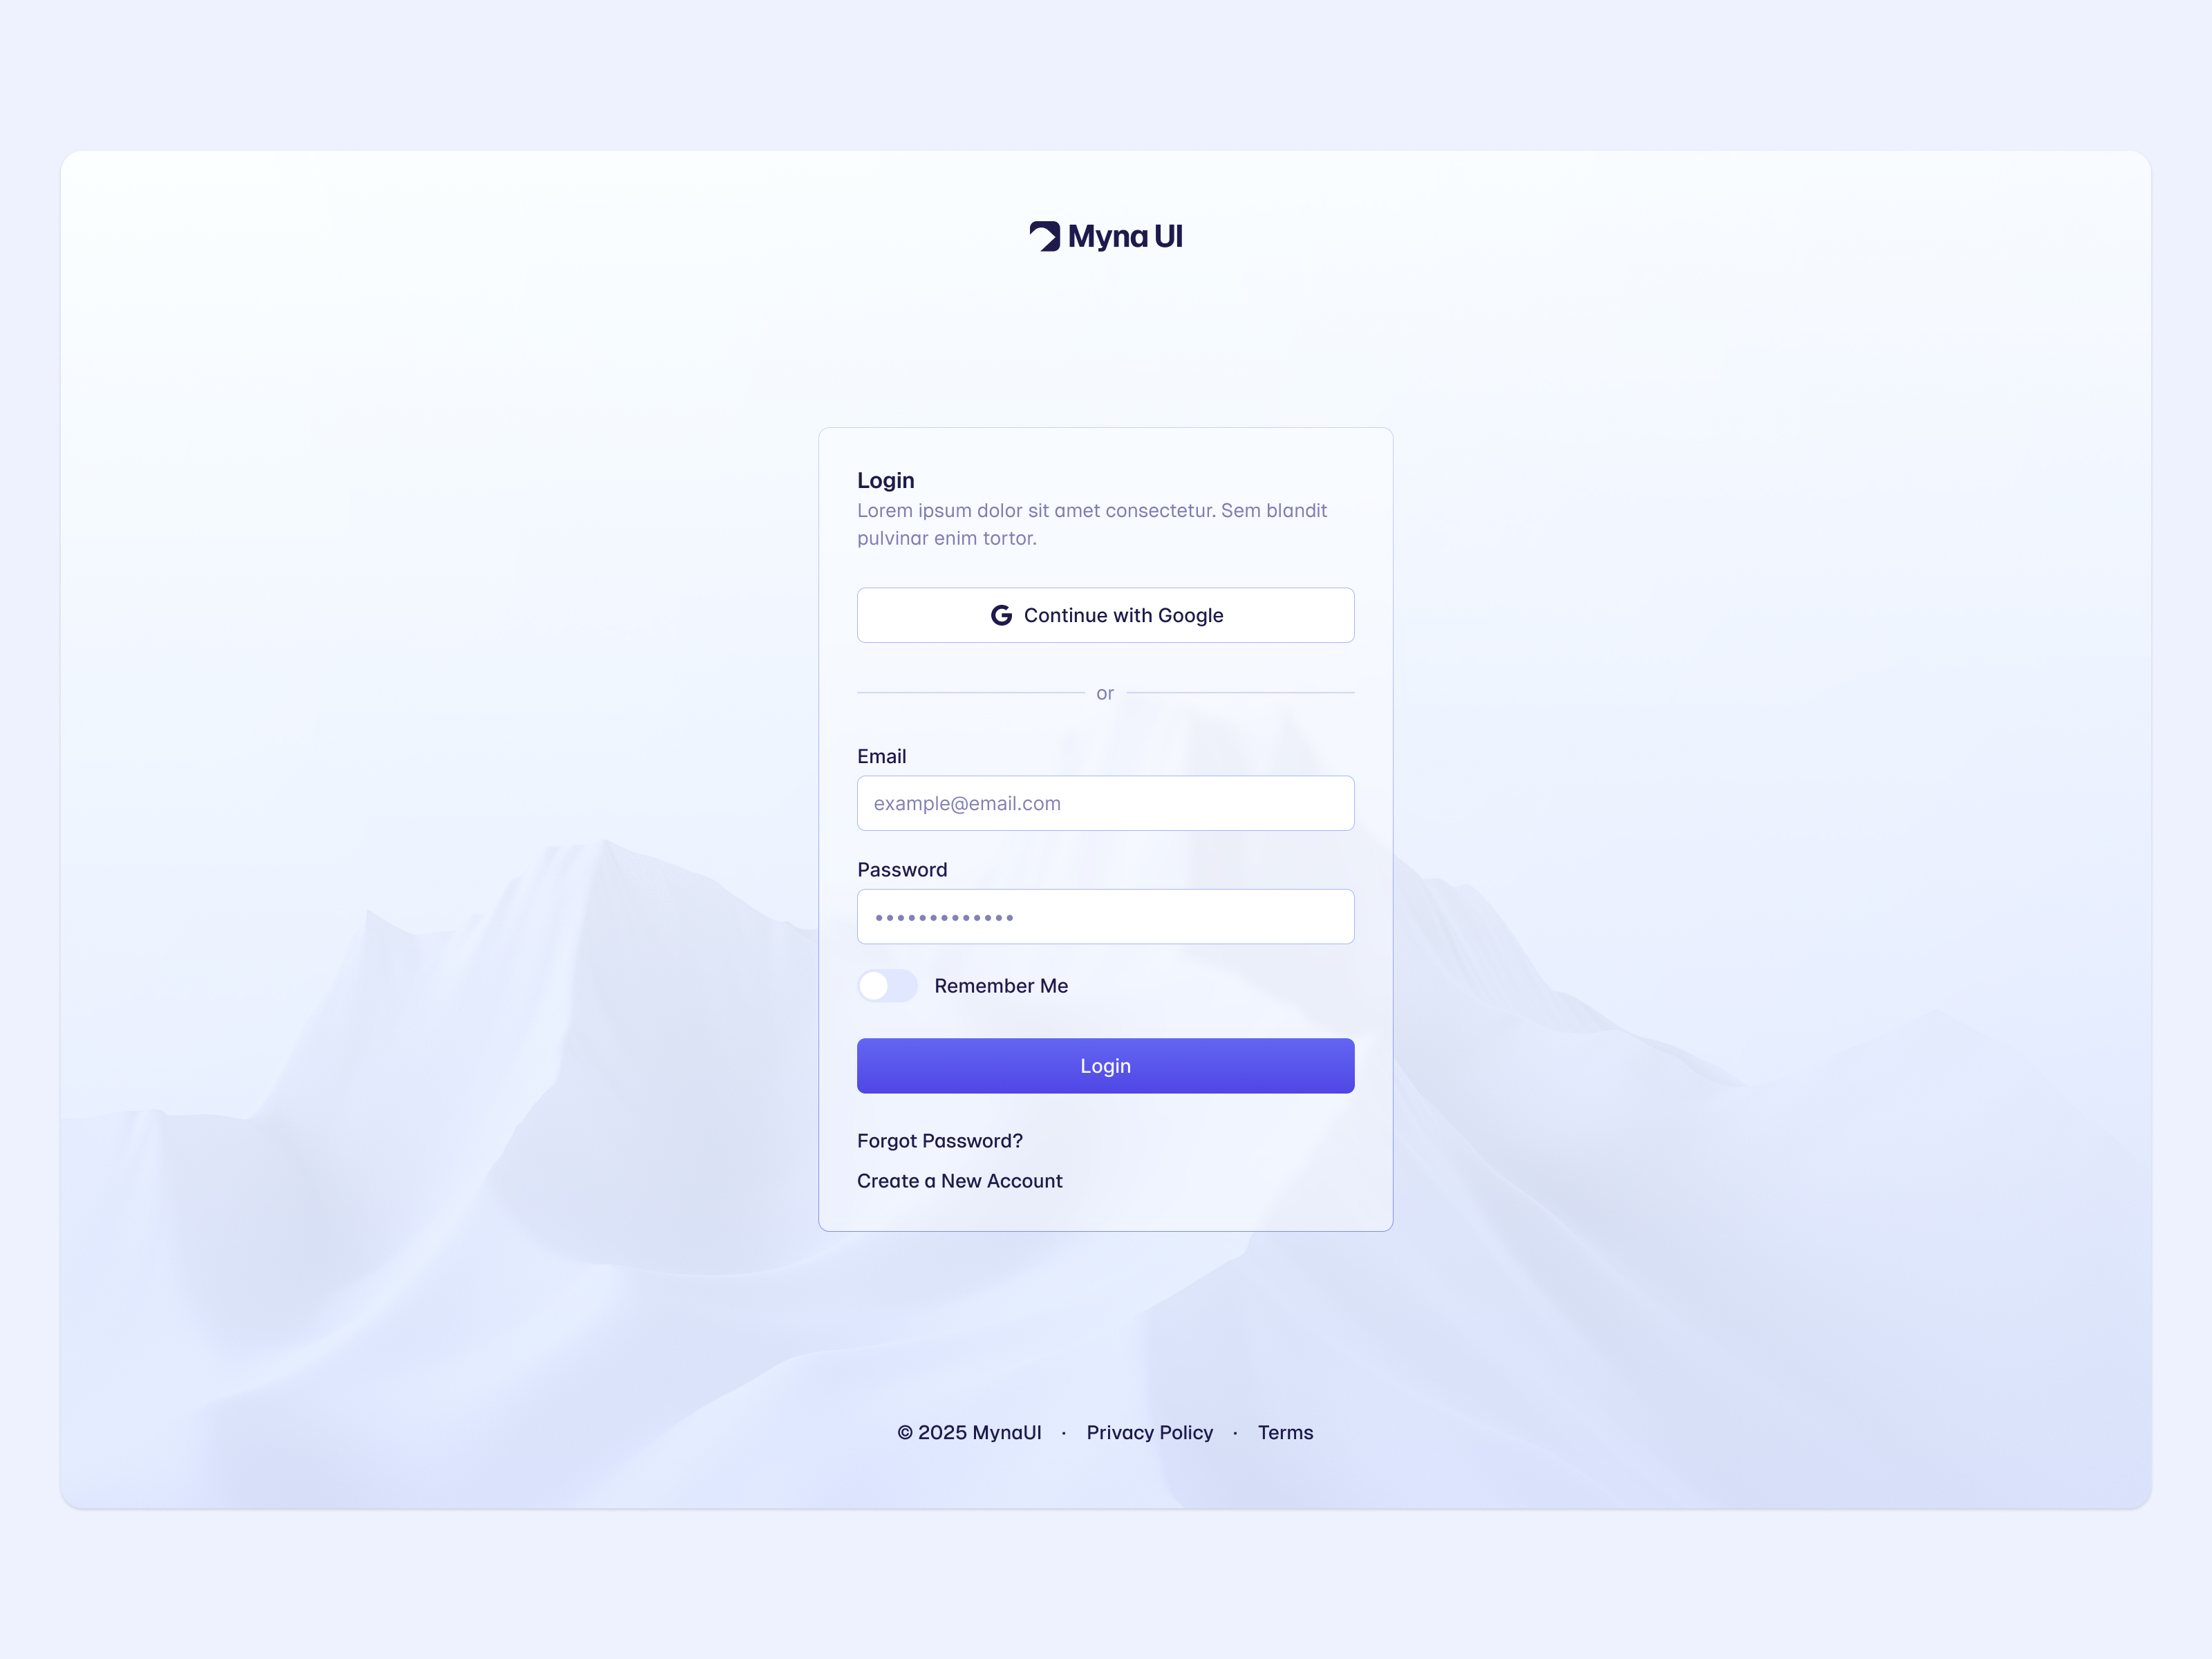 Myna UI
Login
Lorem ipsum dolor sit amet consectetur. Sem blandit
pulvinar enim tortor.
Continue with Google
or
Email
example@email.com
Password
•••••••••••••
Remember Me
Login
Forgot Password?
Create a New Account
© 2025 MynaUI · Privacy Policy · Terms